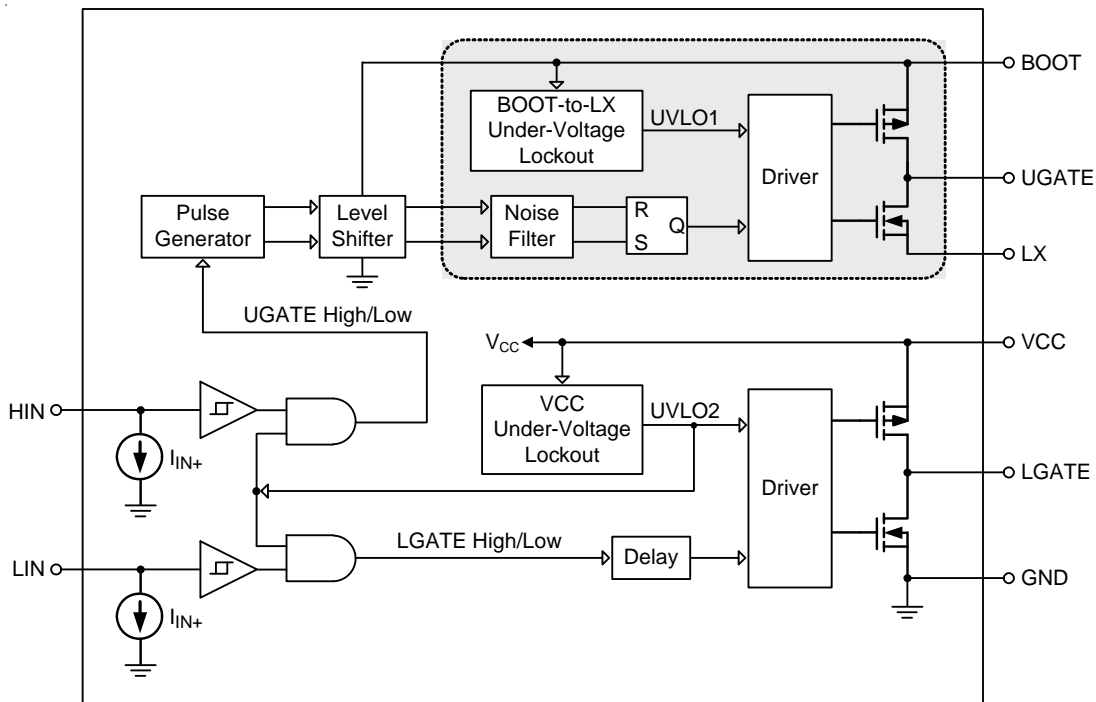 BOOT
BOOT-to-LX
Under-Voltage
Lockout
UVLO1
Driver
UGATE
Pulse
Generator
Level
Shifter
Noise
Filter
R
S
Q
LX
UGATE High/Low
VCC
VCC
HIN
IIN+
VCC
Under-Voltage
Lockout
UVLO2
Driver
LGATE
LGATE High/Low
Delay
LIN
IIN+
GND